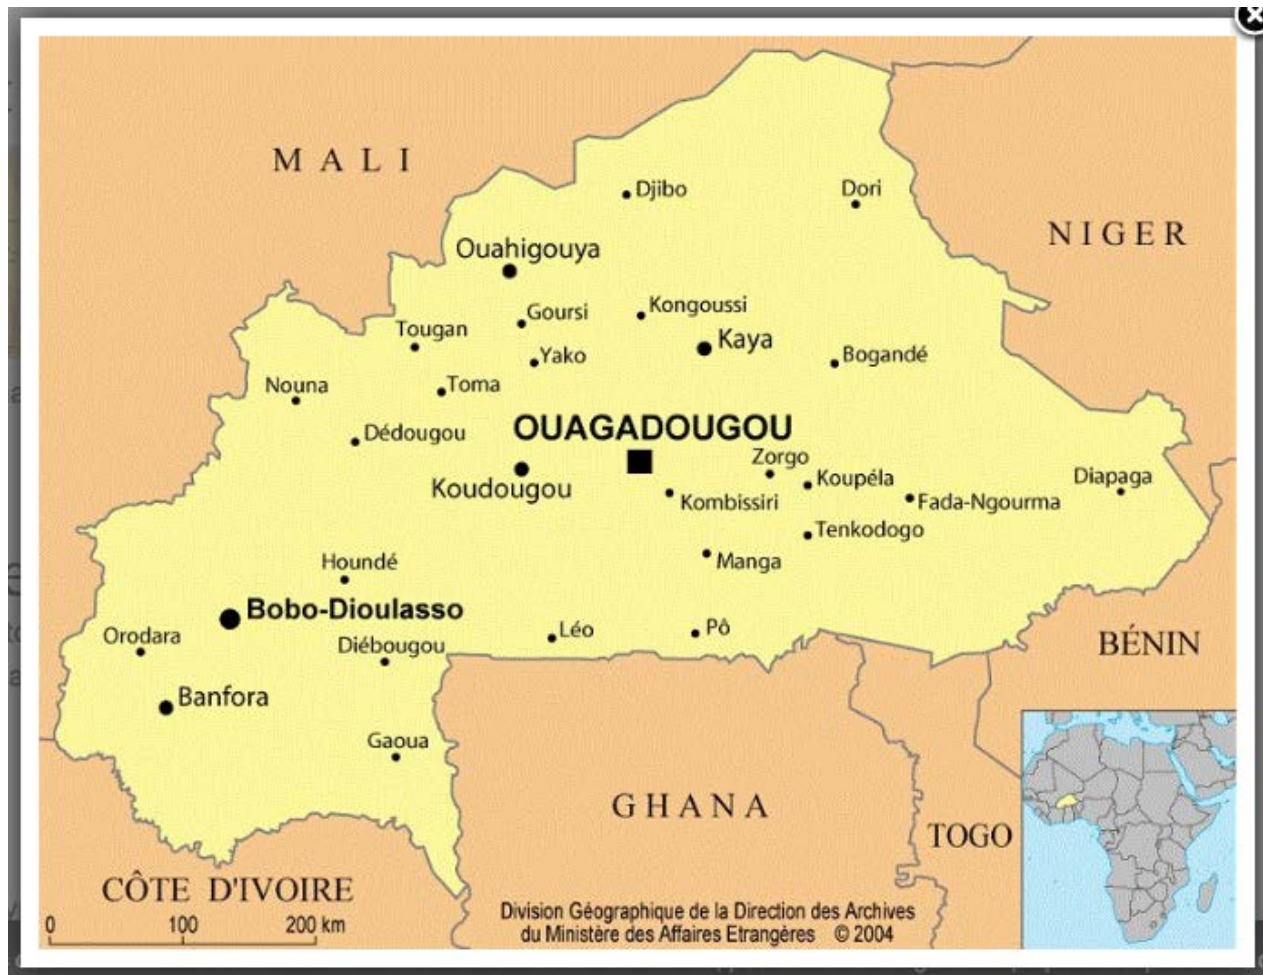 MALI
Djibo
Dori
NIGER
Ouahigouya
Goursi
Kongoussi
Tougan
Kaya
Yako
Bogandé
Nouna
Toma
Dédougou
OUAGADOUGOU
Zorgo
Koudougou
Koupéla
Diapaga
Kombissiri
Fada-Ngourma
Tenkodogo
Houndé
Manga
Bobo-Dioulasso
Orodara
Diébougou
Léo
Pô
BÉNIN
Banfora
Gaoua
GHANA
TOGO
CÔTE D'IVOIRE
0 100 200 km
Division Géographique de la Direction des Archives
du Ministère des Affaires Etrangères © 2004